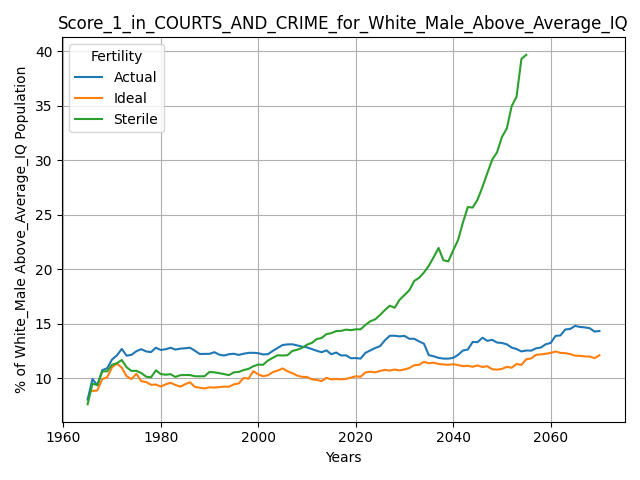 Score_1_in_COURTS_AND_CRIME_for_White_Male_Above_Average_IQ
% of White_Male Above_Average_IQ Population
40
35
30
25
20
15
10
Fertility
Actual
Ideal
Sterile
1960
1980
2000
2020
2040
2060
Years